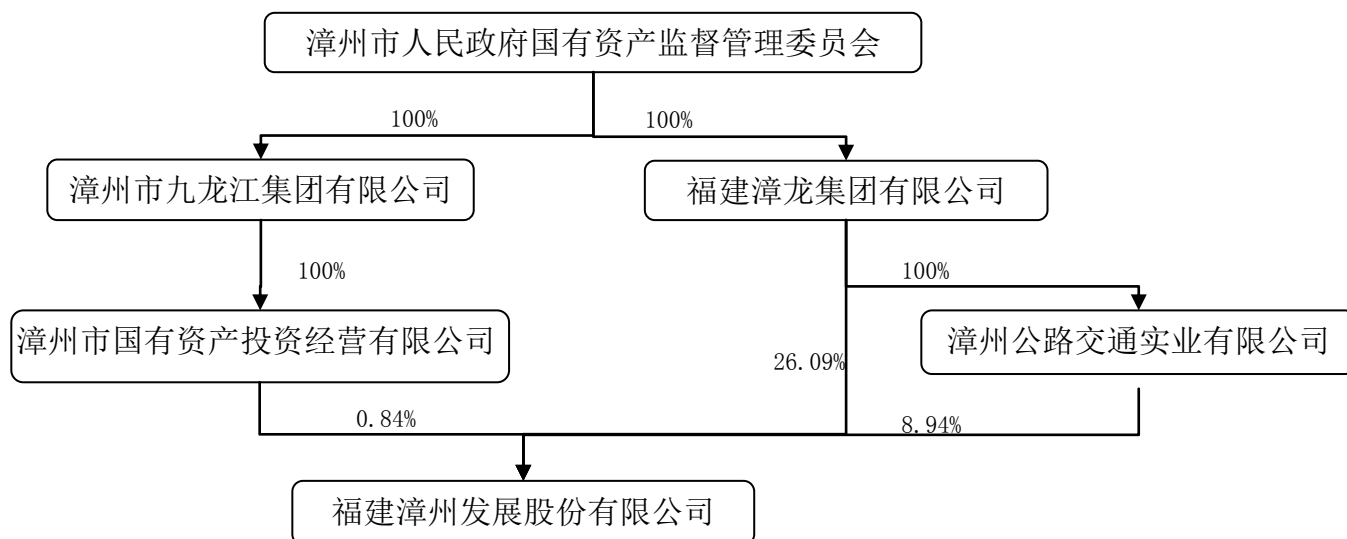 漳州市人民政府国有资产监督管理委员会
100%
100%
漳州市九龙江集团有限公司
福建漳龙集团有限公司
100%
100%
漳州市国有资产投资经营有限公司
漳州公路交通实业有限公司
26.09%
0.84%
8.94%
福建漳州发展股份有限公司